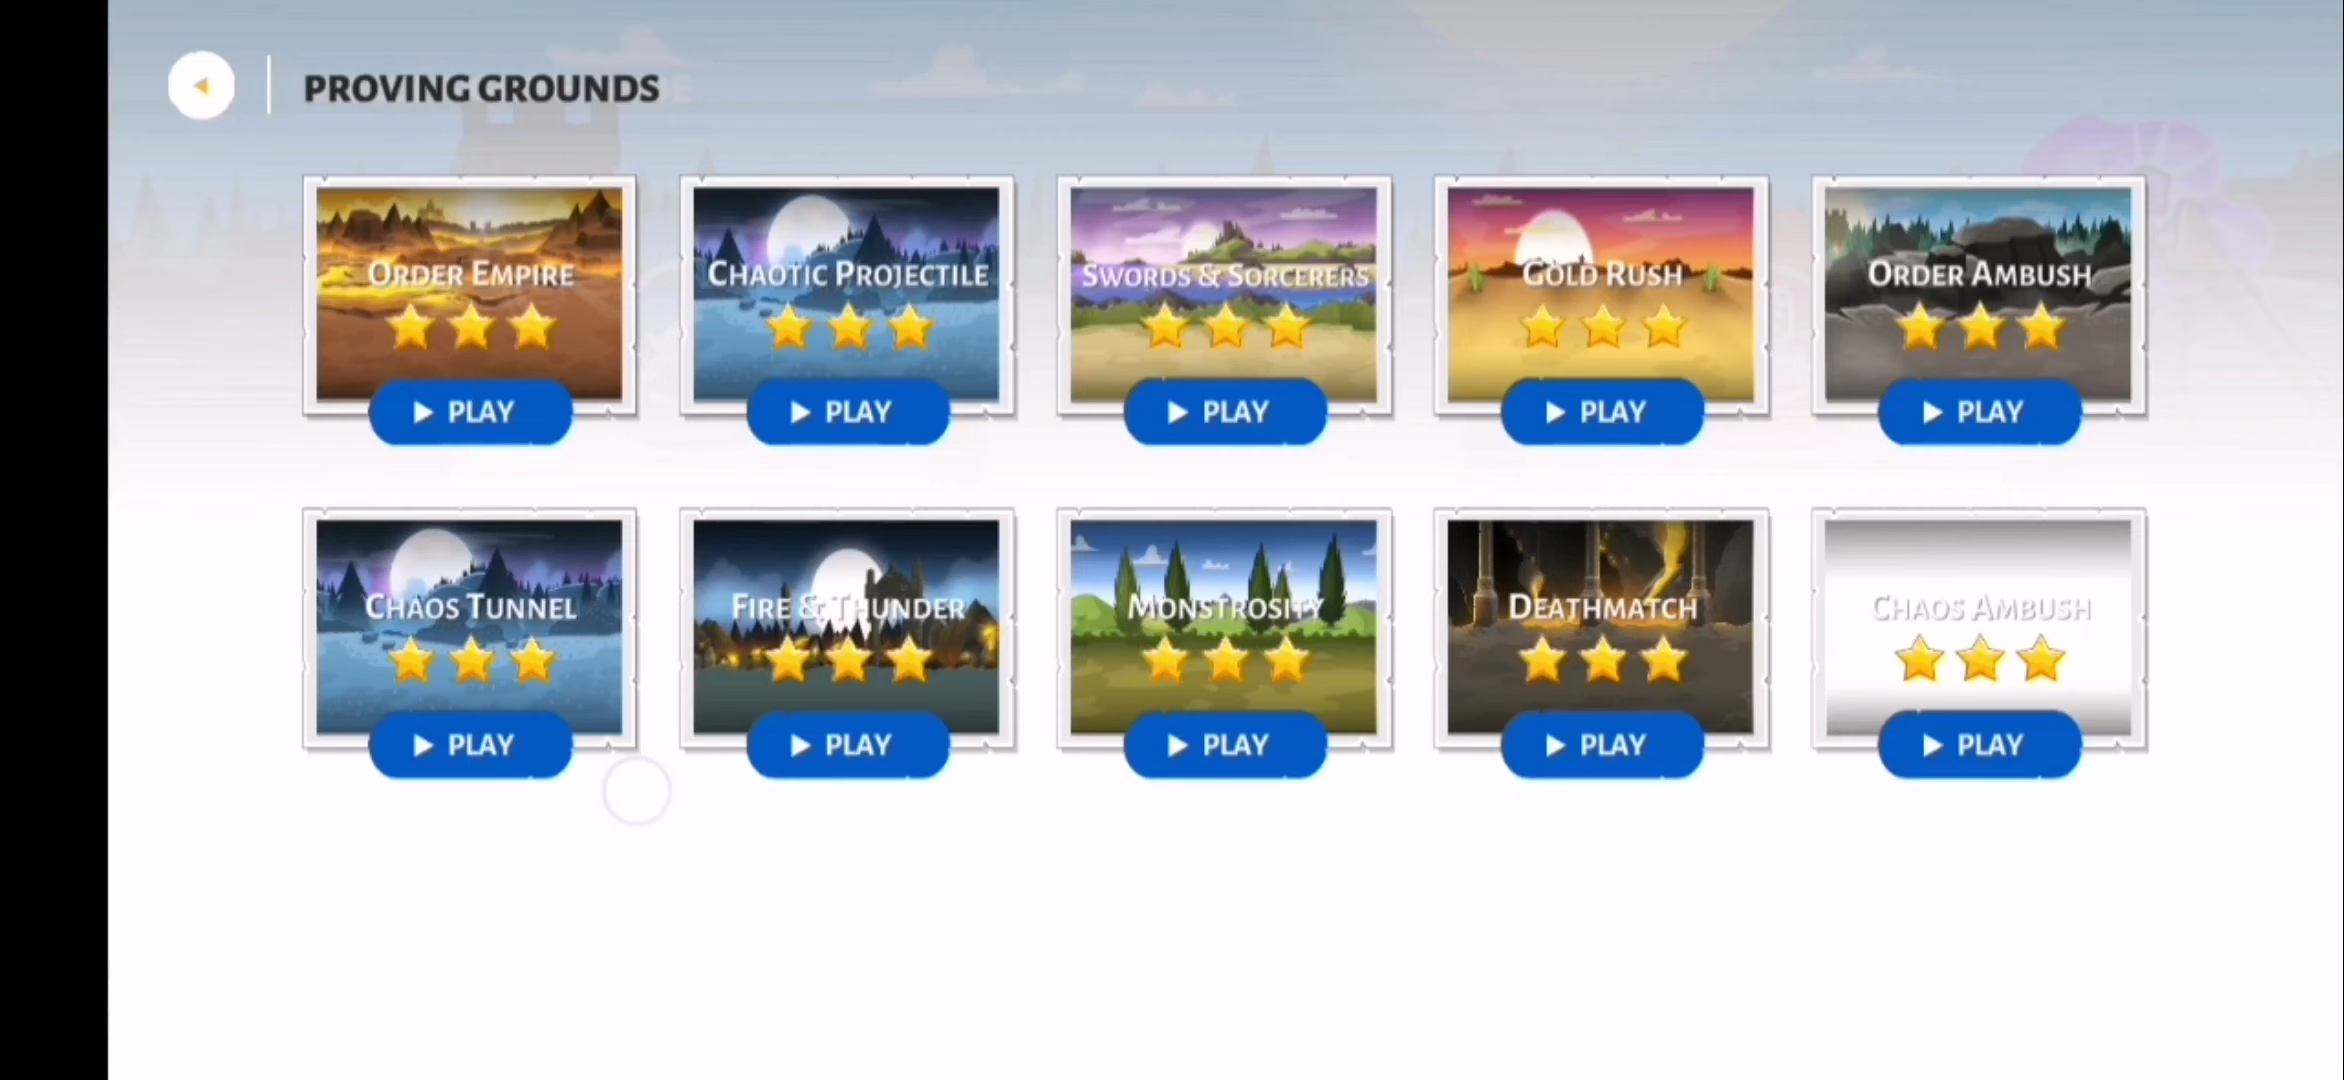 PROVING GROUNDS
ORDER EMPIRE
CHAOTIC PROJECTILE
SWORDS & SORCERERS
GOLD RUSH
ORDER AMBUSH
PLAY
PLAY
PLAY
PLAY
PLAY
CHAOS TUNNEL
FIRE & THUNDER
MONSTROSITY
DEATHMATCH
CHAOS AMBUSH
PLAY
PLAY
PLAY
PLAY
PLAY